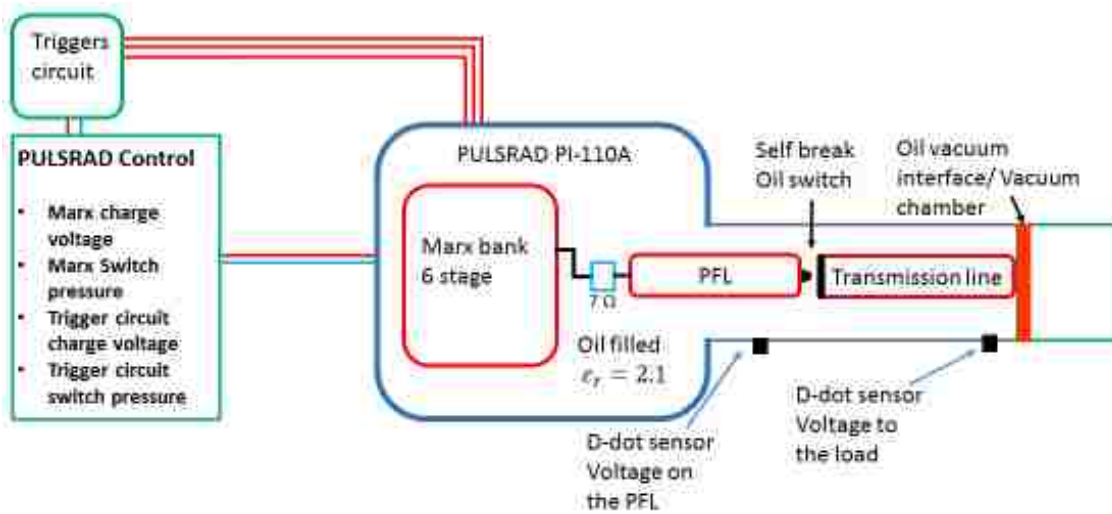 Triggers
circuit
PULSRAD Control
• Marx charge
voltage
• Marx Switch
pressure
• Trigger circuit
charge voltage
• Trigger circuit
switch pressure
PULSRAD PI-110A
Marx bank
6 stage
7 Ω
PFL
Oil filled
εr = 2.1
Self break
Oil switch
Oil vacuum
interface/ Vacuum
chamber
Transmission line
D-dot sensor
Voltage on
the PFL
D-dot sensor
Voltage to
the load